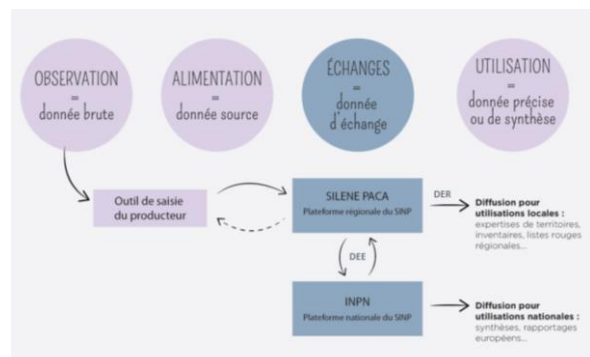 OBSERVATION
=
donnée brute
ALIMENTATION
=
donnée source
ÉCHANGES
=
donnée
d'échange
UTILISATION
=
donnée précise
ou de synthèse
Outil de saisie
du producteur
SILENE PACA
Plateforme régionale du SINP
DER
Diffusion pour
utilisations locales :
expertises de territoires,
inventaires, listes rouges
régionales...
DEE
INPN
Plateforme nationale du SINP
Diffusion pour
utilisations nationales :
synthèses, rapportages
européens...